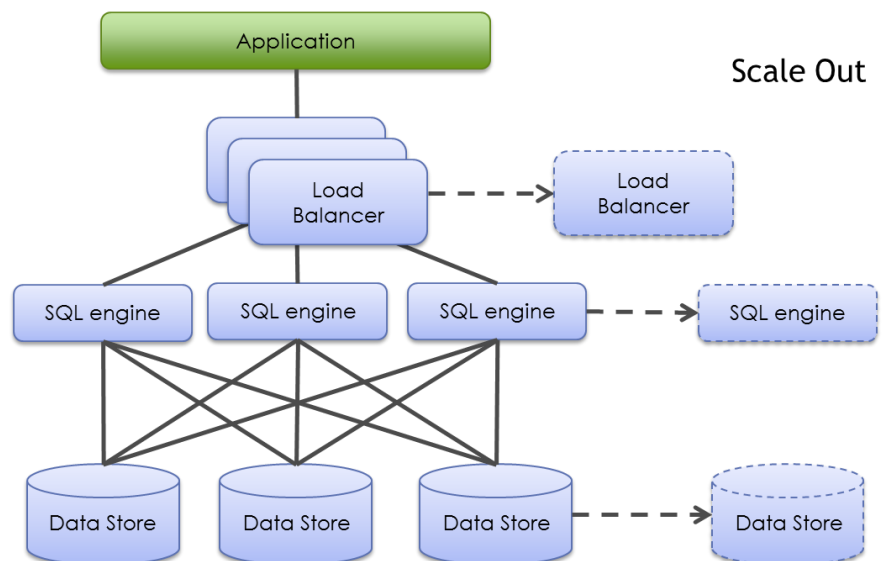 Application
Scale Out
Load
Balancer
Load
Balancer
SQL engine
SQL engine
SQL engine
SQL engine
Data Store
Data Store
Data Store
Data Store